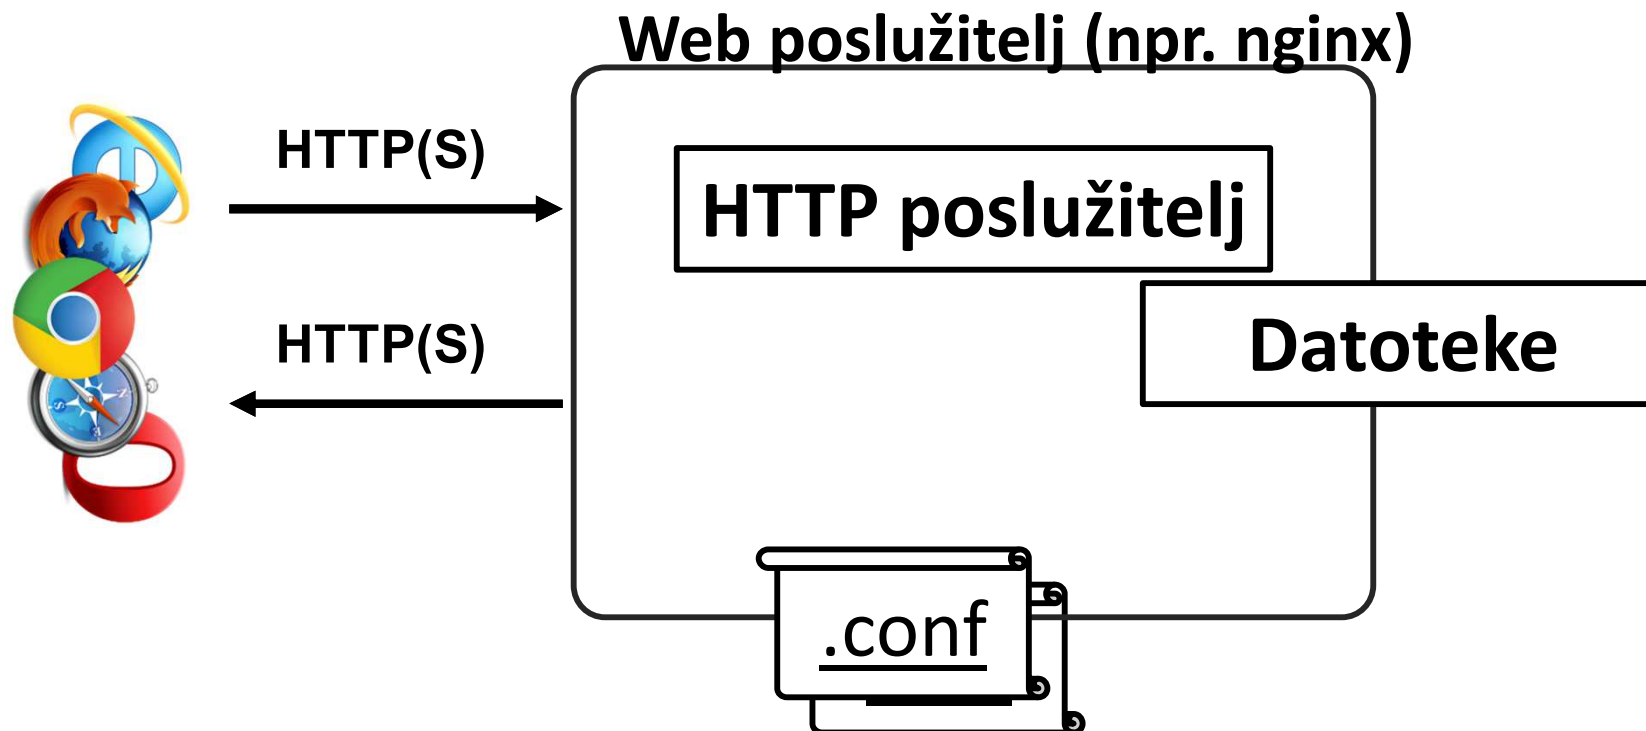 Web poslužitelj (npr. nginx)
HTTP(S)
HTTP poslužitelj
HTTP(S)
Datoteke
.conf